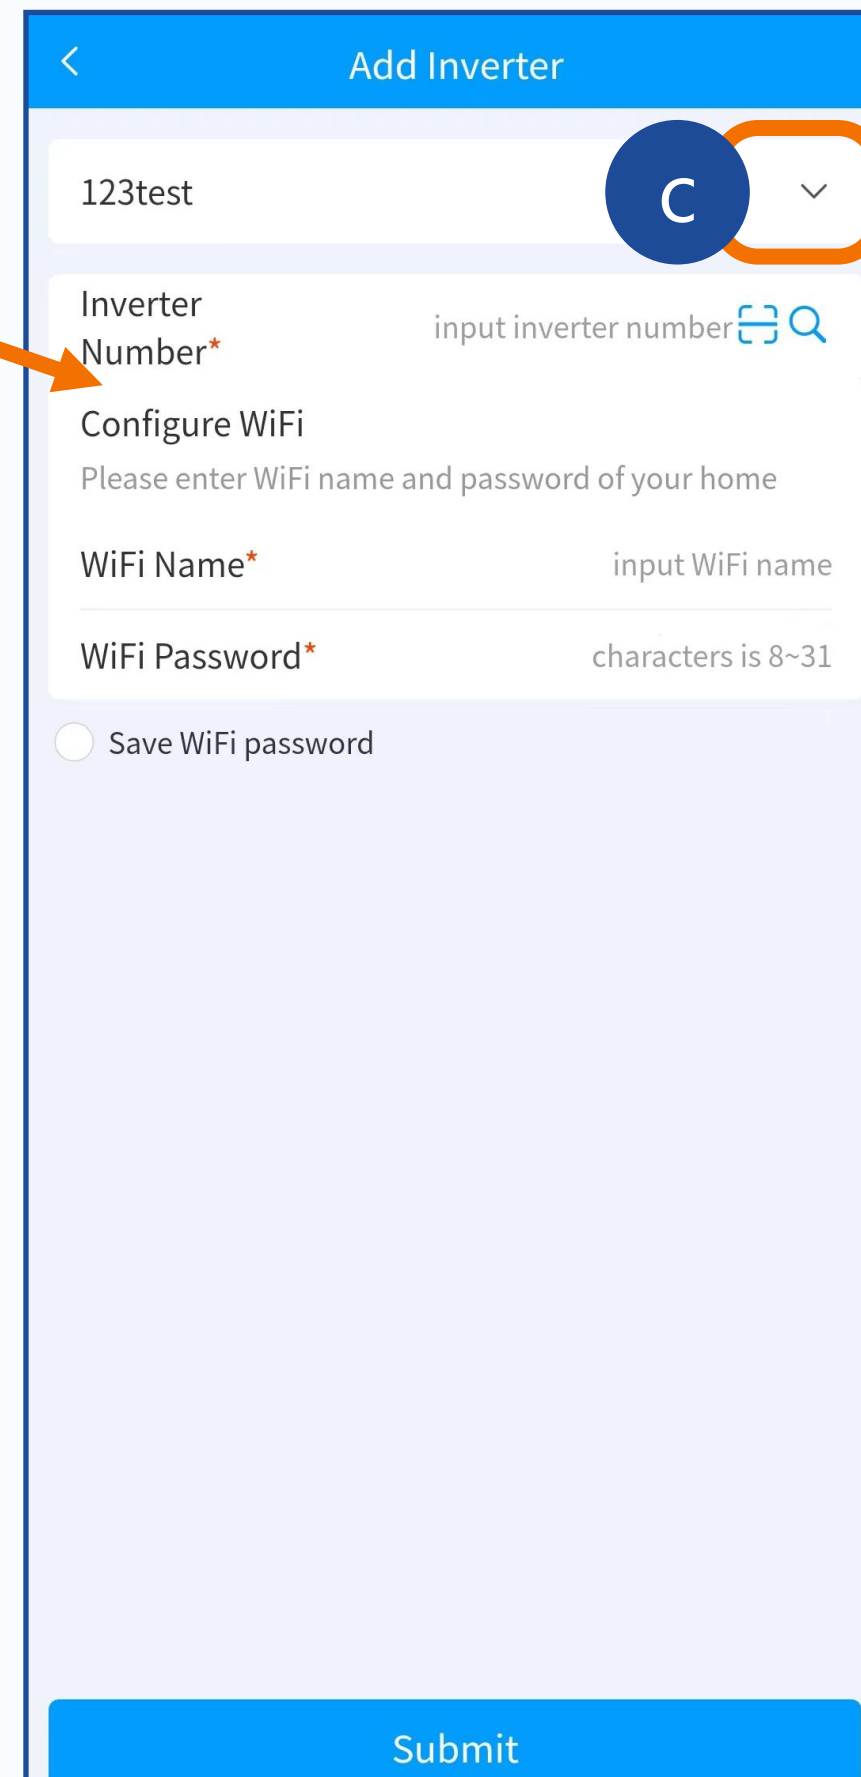 Add Inverter
123test
C
Inverter
Number*
input inverter number
Configure WiFi
Please enter WiFi name and password of your home
WiFi Name*
input WiFi name
WiFi Password*
characters is 8~31
Save WiFi password
Submit